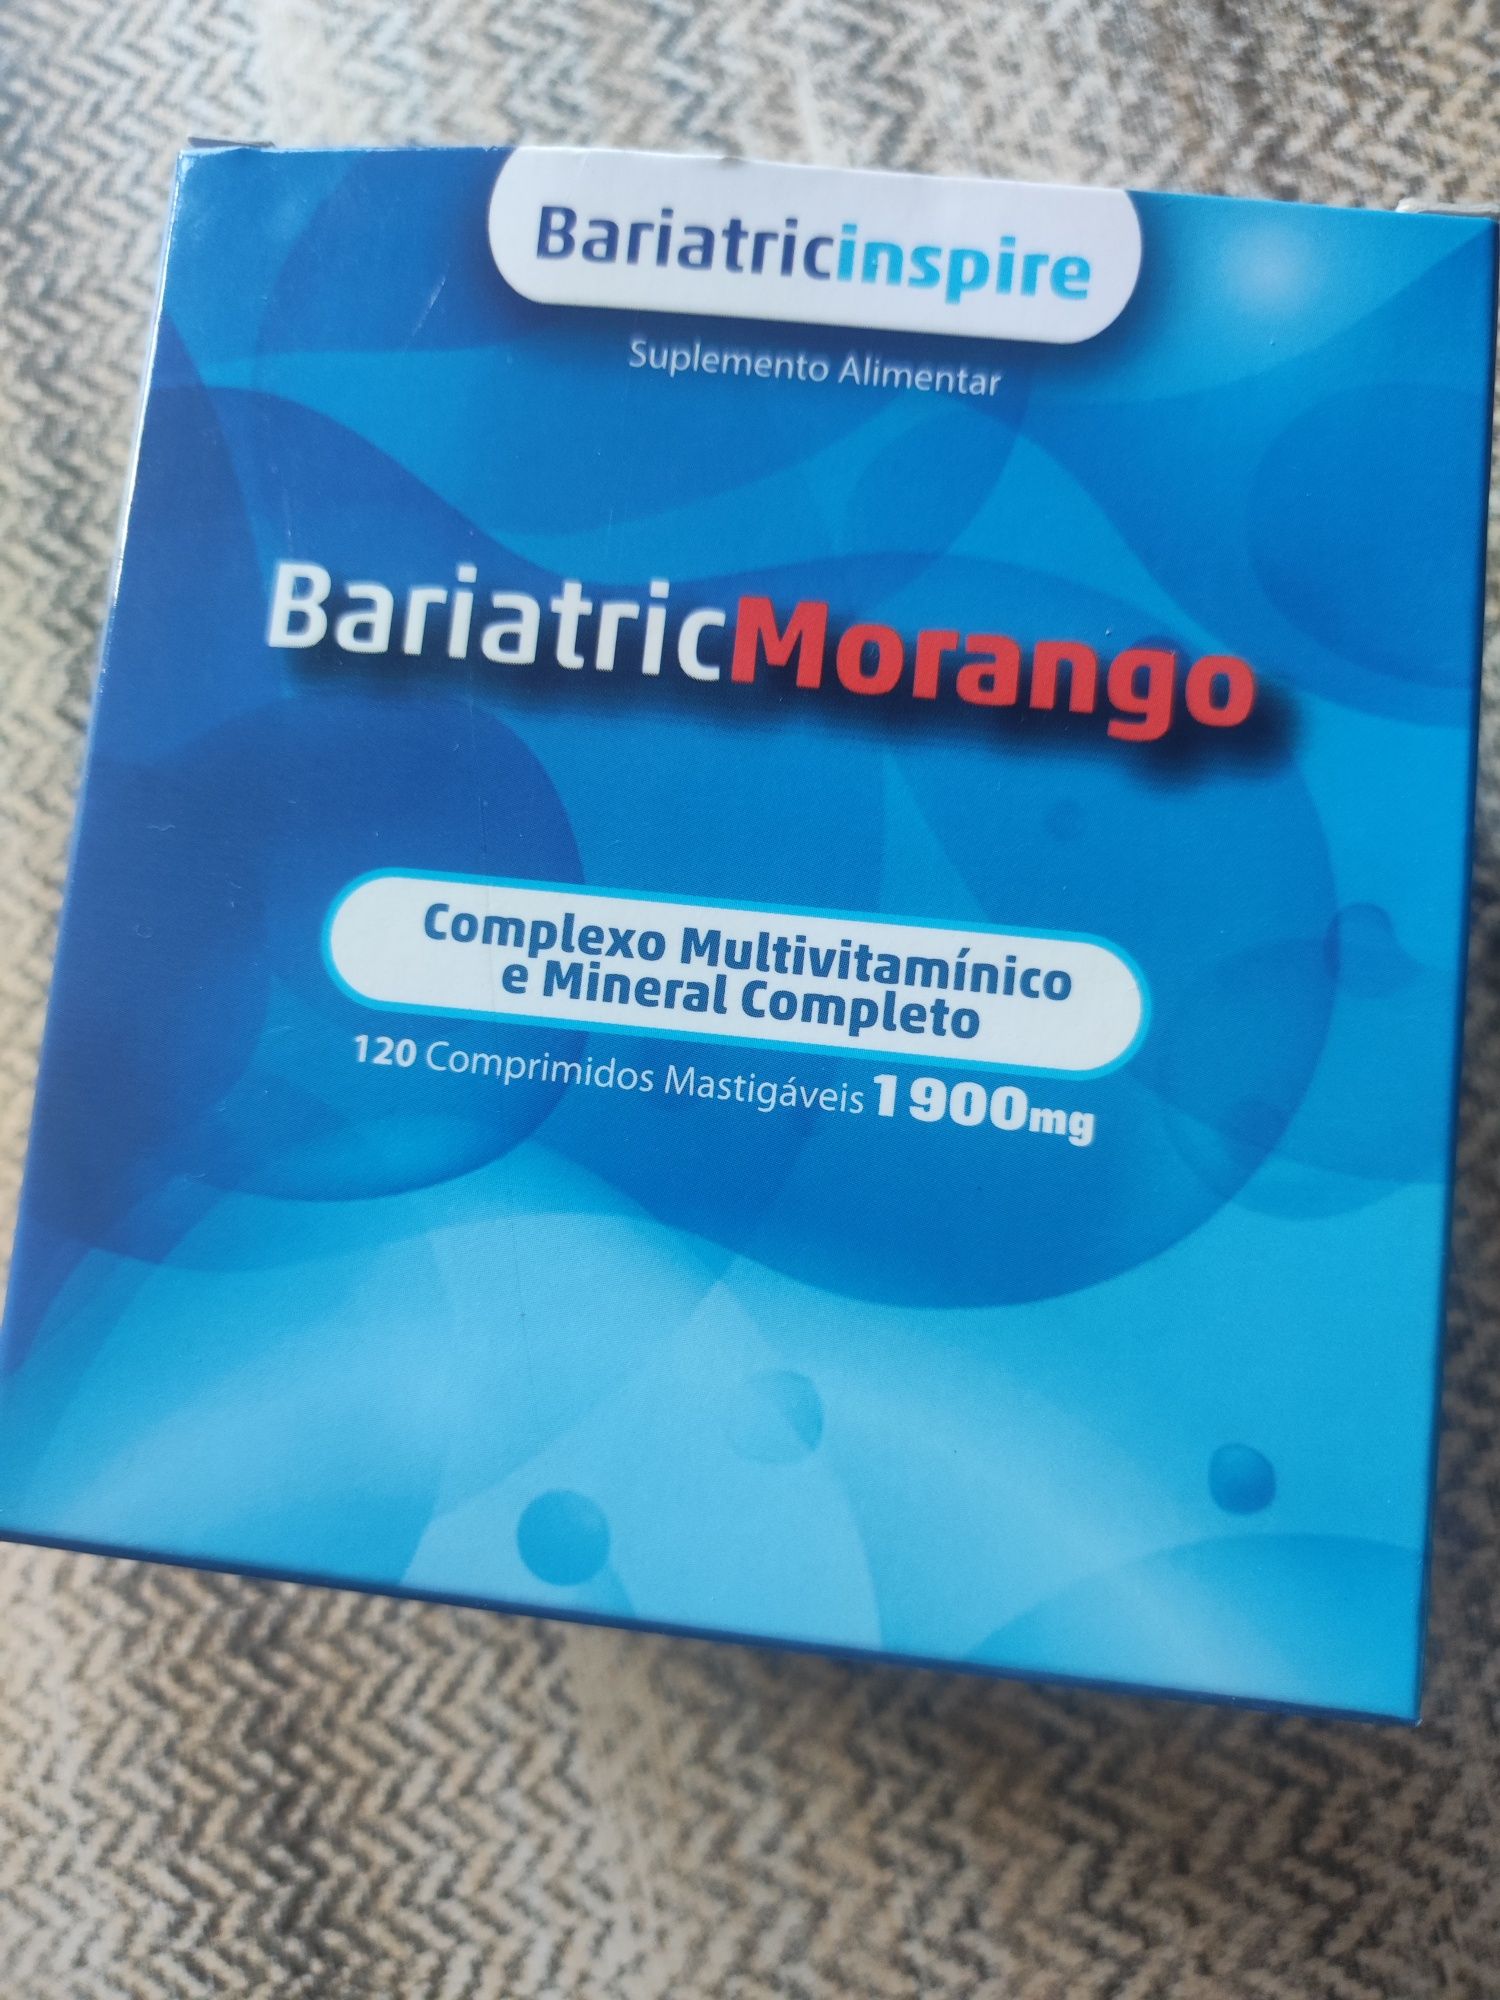 Bariatricinspire
Suplemento Alimentar
BariatricMorango
Complexo Multivitamínico
e Mineral Completo
120 Comprimidos Mastigáveis 1900mg